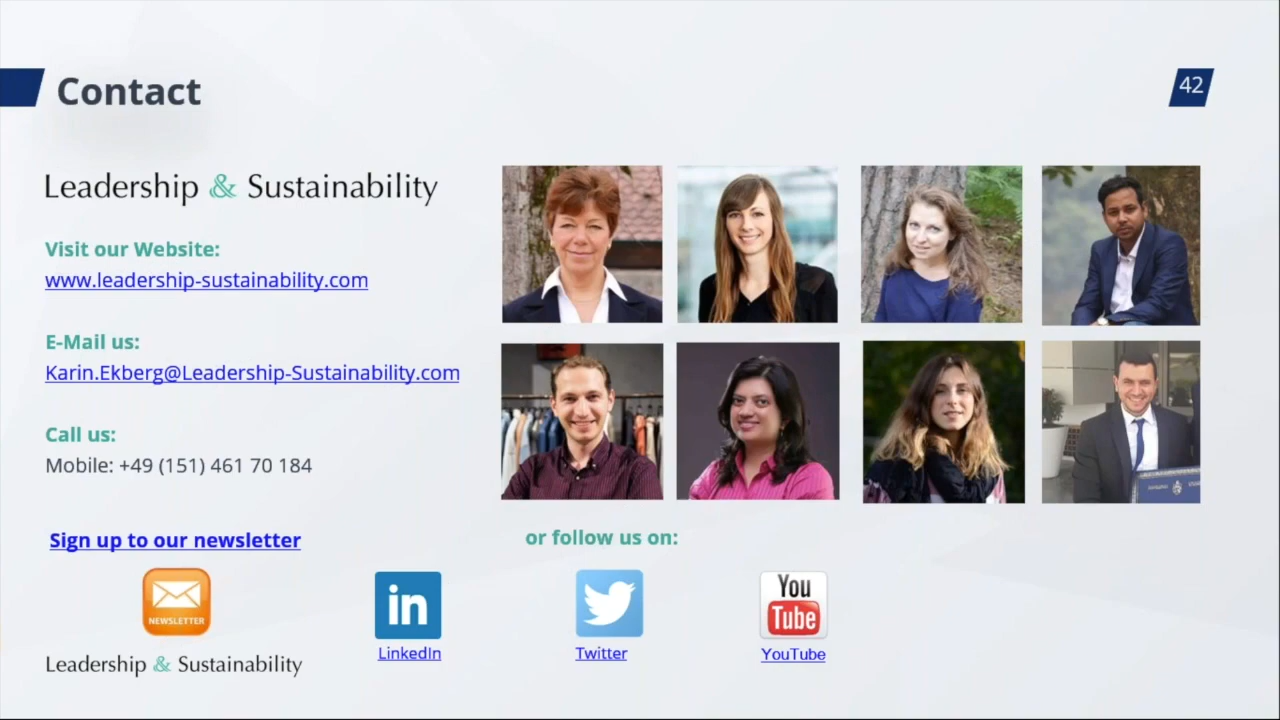 Contact
42
Leadership & Sustainability
Visit our Website:
www.leadership-sustainability.com
E-Mail us:
Karin.Ekberg@Leadership-Sustainability.com
Call us:
Mobile: +49 (151) 461 70 184
Sign up to our newsletter
or follow us on:
NEWSLETTER
in
You
Tube
LinkedIn
Twitter
YouTube
Leadership & Sustainability